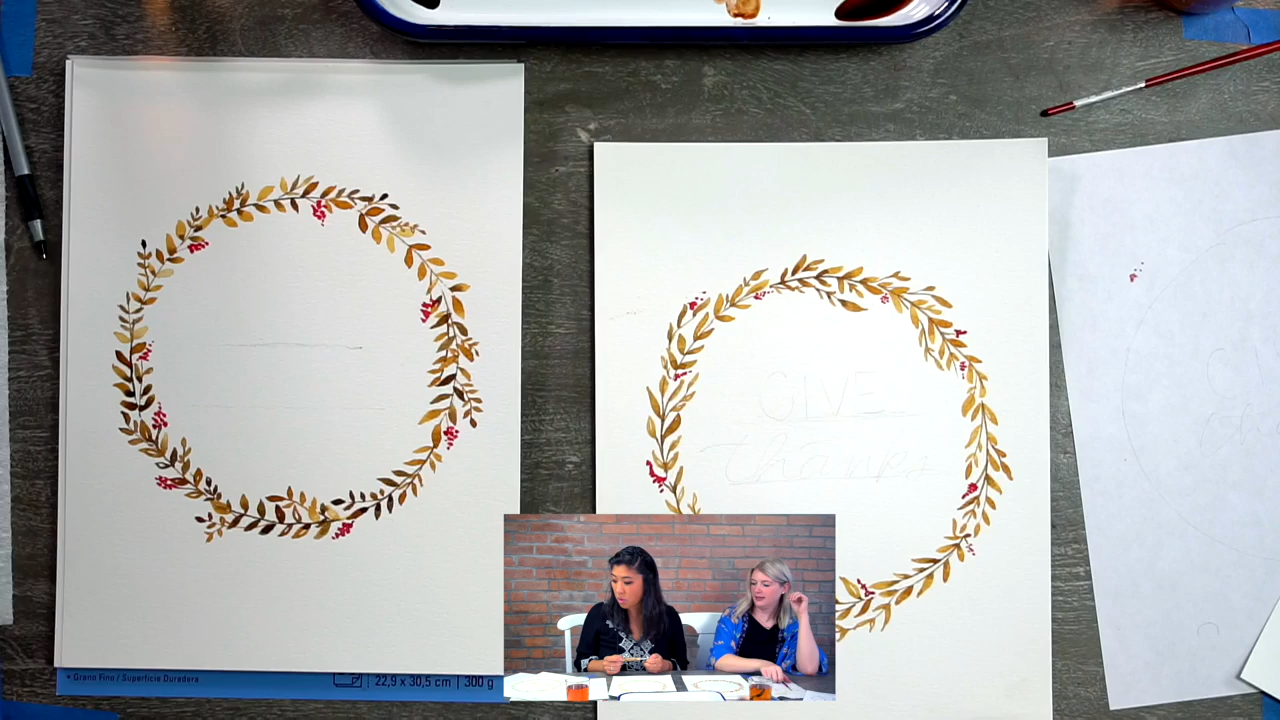 GIVE
thanks
• Grano Fino / Superficie Duradera
22,9 x 30,5 cm
300 g